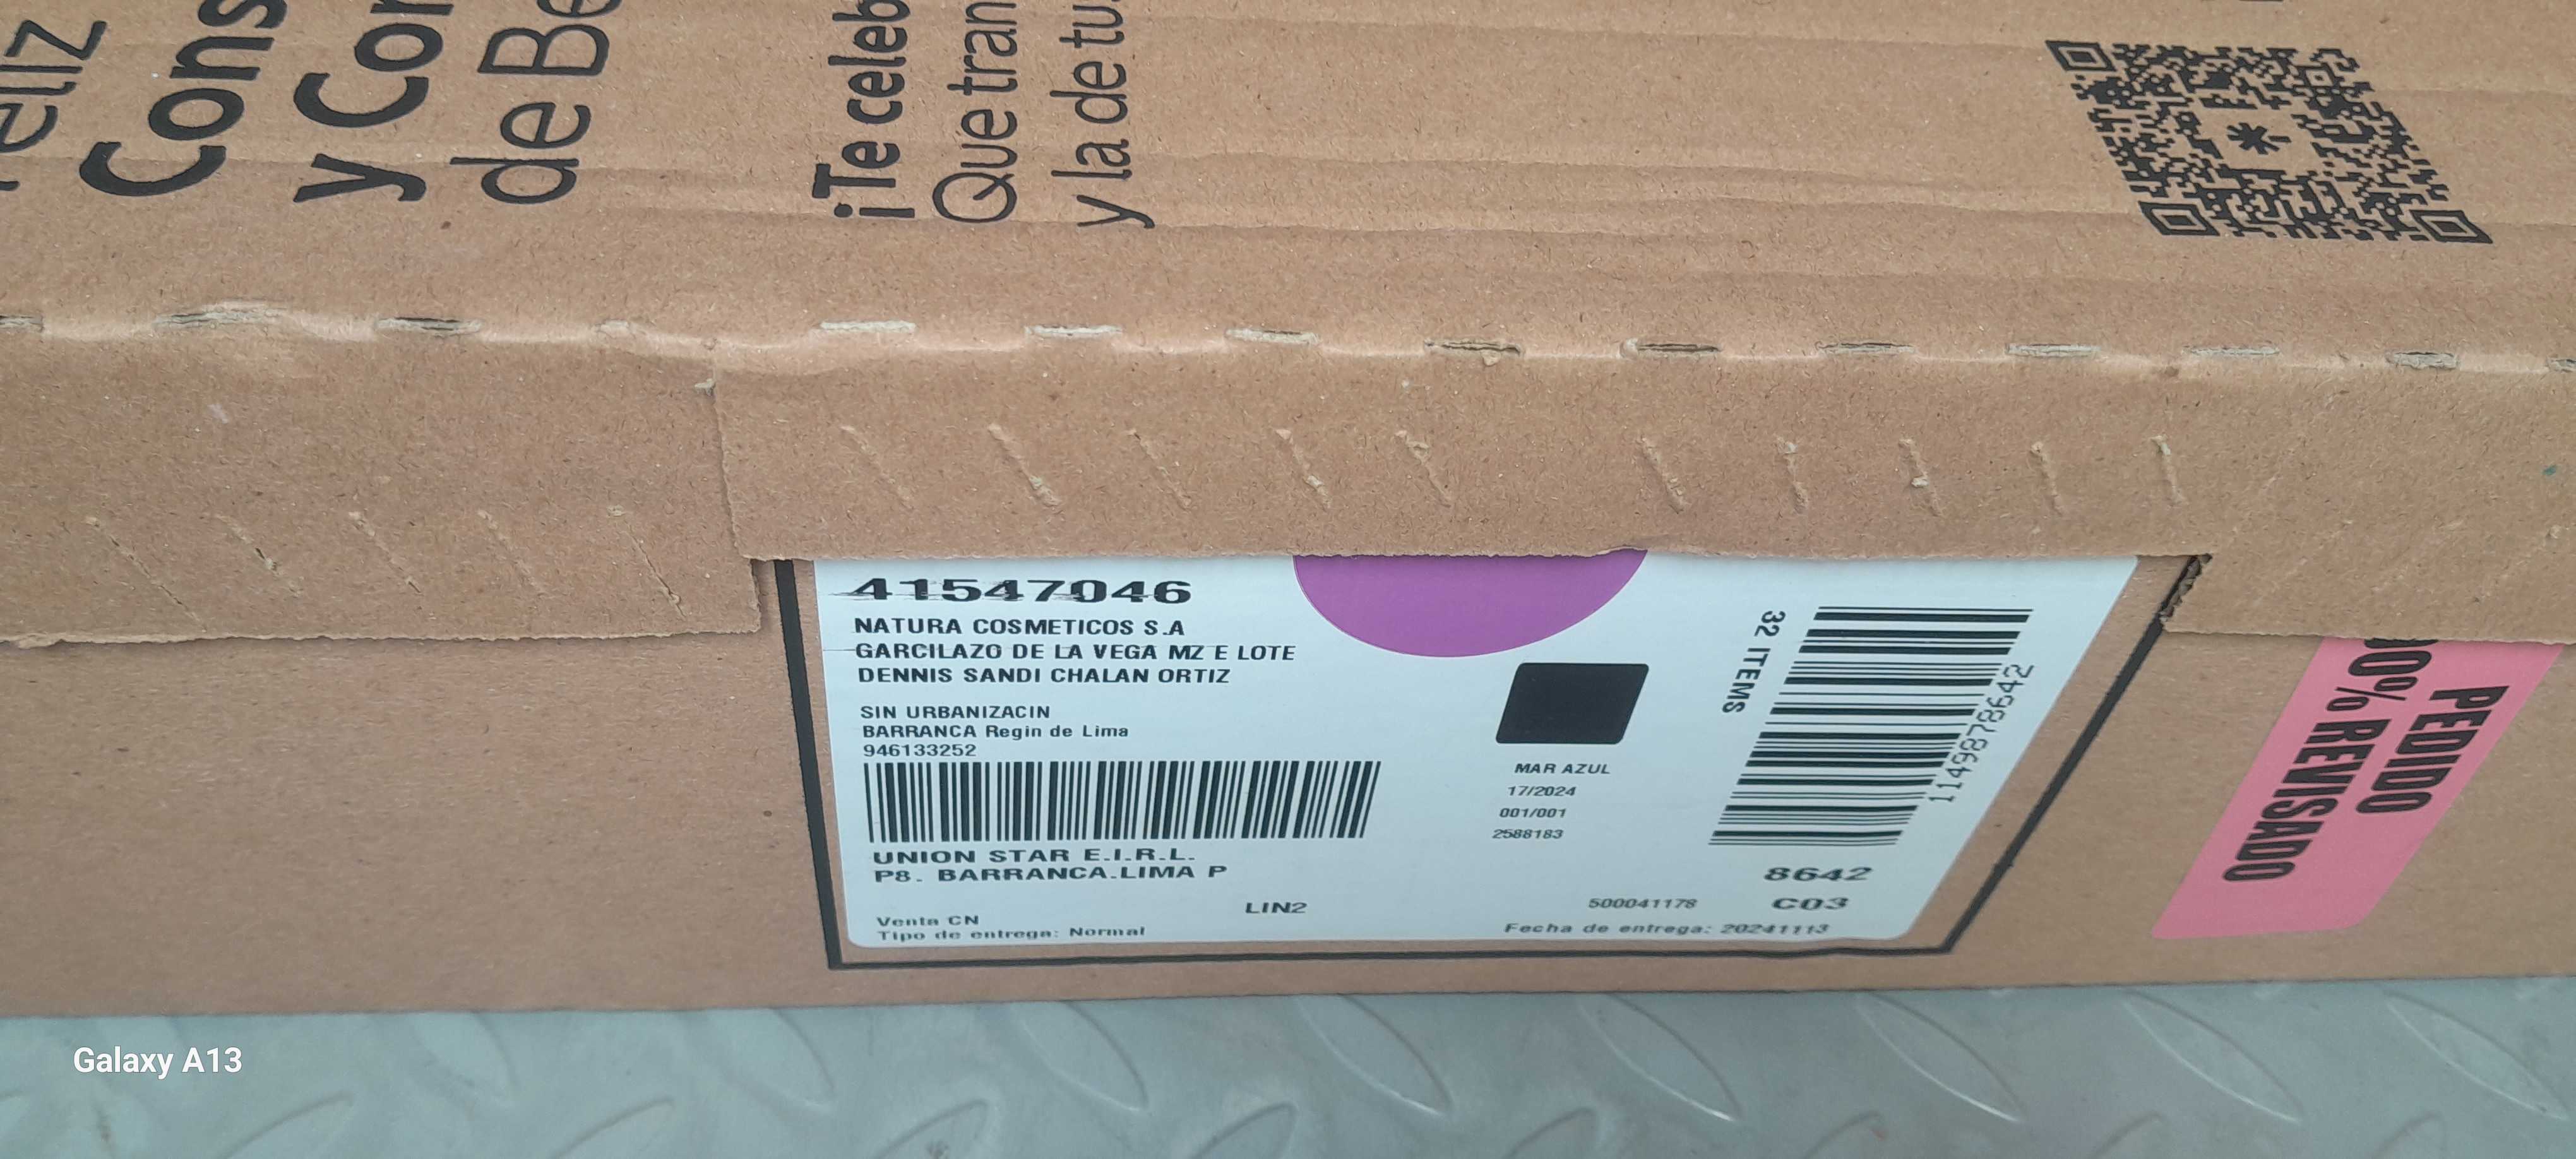 eliz
Cons
y Con
de Be
¡Te celeb
Que tran
y la de tu
41547046
NATURA COSMETICOS S.A
GARCILAZO DE LA VEGA MZ E LOTE
DENNIS SANDI CHALAN ORTIZ
SIN URBANIZACIN
BARRANCA Regin de Lima
946133252
UNION STAR E.I.R.L.
P8. BARRANCA.LIMA P
LIN2
Venta CN
Tipo de entrega: Normal
MAR AZUL
17/2024
001/001
2588183
32 ITEMS
1149878642
8642
500041178 C03
Fecha de entrega: 20241113
PEDIDO
00% REVISADO
Galaxy A13